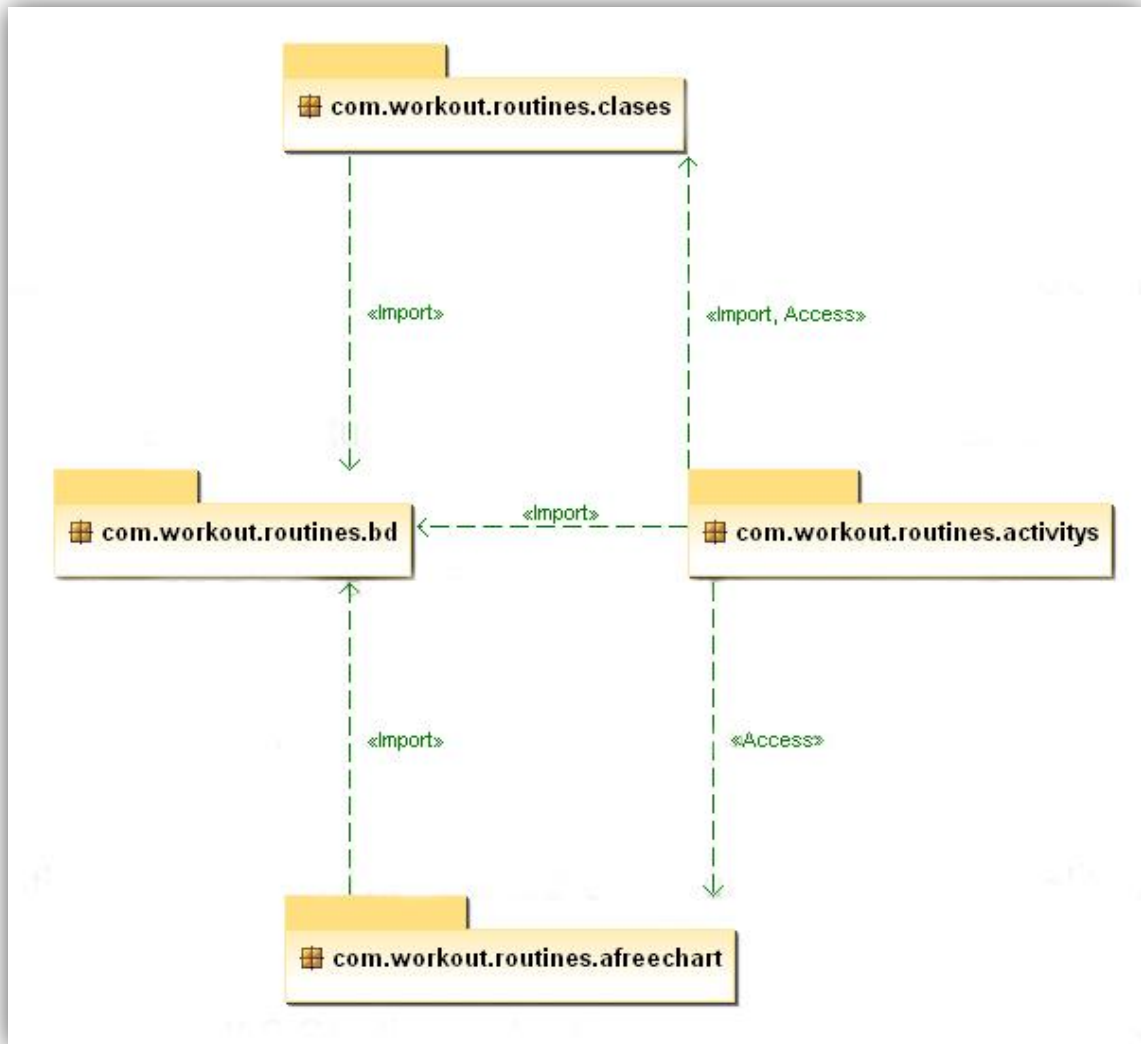 com.workout.routines.clases
«Import»
«Import, Access»
com.workout.routines.bd
«Import»
com.workout.routines.activitys
«Import»
«Access»
com.workout.routines.afreechart